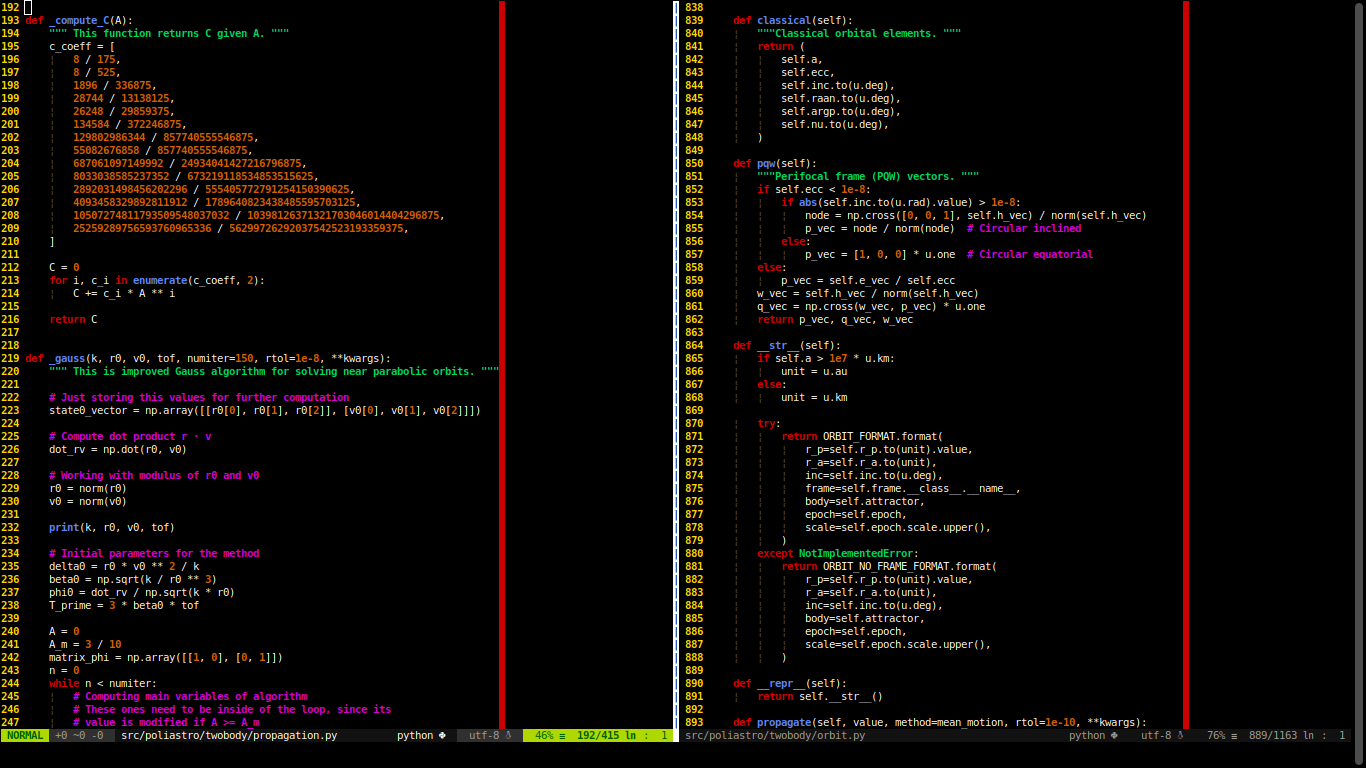 192
193 def _compute_C(A):
194     """ This function returns C given A. """
195     c_coeff = [
196         8 / 175,
197         8 / 525,
198         1896 / 336875,
199         28744 / 13138125,
200         26248 / 29859375,
201         134584 / 372246875,
202         129802986344 / 857740555546875,
203         55082676858 / 857740555546875,
204         687061097149992 / 24934041427216796875,
205         8033038585237352 / 673219118534853515625,
206         2892031498456202296 / 555405772791254150390625,
207         4093458329892811912 / 1789640823438485595703125,
208         10507274811793509548037032 / 10398126371321703046014404296875,
209         25259289756593760965336 / 56299726292037542523193359375,
210     ]
211
212     C = 0
213     for i, c_i in enumerate(c_coeff, 2):
214         C += c_i * A ** i
215
216     return C
217
218
219 def _gauss(k, r0, v0, tof, numiter=150, rtol=1e-8, **kwargs):
220     """ This is improved Gauss algorithm for solving near parabolic orbits. """
221
222     # Just storing this values for further computation
223     state0_vector = np.array([[r0[0], r0[1], r0[2]], [v0[0], v0[1], v0[2]]])
224
225     # Compute dot product r · v
226     dot_rv = np.dot(r0, v0)
227
228     # Working with modulus of r0 and v0
229     r0 = norm(r0)
230     v0 = norm(v0)
231
232     print(k, r0, v0, tof)
233
234     # Initial parameters for the method
235     delta0 = r0 * v0 ** 2 / k
236     beta0 = np.sqrt(k / r0 ** 3)
237     phi0 = dot_rv / np.sqrt(k * r0)
238     T_prime = 3 * beta0 * tof
239
240     A = 0
241     A_m = 3 / 10
242     matrix_phi = np.array([[1, 0], [0, 1]])
243     n = 0
244     while n < numiter:
245         # Computing main variables of algorithm
246         # These ones need to be inside of the loop, since its
247         # value is modified if A >= A_m
NORMAL +0 ~0 -0 src/poliastro/twobody/propagation.py python utf-8 46% ≡ 192/415 ln : 1
838
839     def classical(self):
840         """Classical orbital elements. """
841         return (
842             self.a,
843             self.ecc,
844             self.inc.to(u.deg),
845             self.raan.to(u.deg),
846             self.argp.to(u.deg),
847             self.nu.to(u.deg),
848         )
849
850     def pqw(self):
851         """Perifocal frame (PQW) vectors. """
852         if self.ecc < 1e-8:
853             if abs(self.inc.to(u.rad).value) > 1e-8:
854                 node = np.cross([0, 0, 1], self.h_vec) / norm(self.h_vec)
855                 p_vec = node / norm(node)  # Circular inclined
856             else:
857                 p_vec = [1, 0, 0] * u.one  # Circular equatorial
858         else:
859             p_vec = self.e_vec / self.ecc
860         w_vec = self.h_vec / norm(self.h_vec)
861         q_vec = np.cross(w_vec, p_vec) * u.one
862         return p_vec, q_vec, w_vec
863
864     def __str__(self):
865         if self.a > 1e7 * u.km:
866             unit = u.au
867         else:
868             unit = u.km
869
870         try:
871             return ORBIT_FORMAT.format(
872                 r_p=self.r_p.to(unit).value,
873                 r_a=self.r_a.to(unit),
874                 inc=self.inc.to(u.deg),
875                 frame=self.frame.__class__.__name__,
876                 body=self.attractor,
877                 epoch=self.epoch,
878                 scale=self.epoch.scale.upper(),
879             )
880         except NotImplementedError:
881             return ORBIT_NO_FRAME_FORMAT.format(
882                 r_p=self.r_p.to(unit).value,
883                 r_a=self.r_a.to(unit),
884                 inc=self.inc.to(u.deg),
885                 body=self.attractor,
886                 epoch=self.epoch,
887                 scale=self.epoch.scale.upper(),
888             )
889
890     def __repr__(self):
891         return self.__str__()
892
893     def propagate(self, value, method=mean_motion, rtol=1e-10, **kwargs):
src/poliastro/twobody/orbit.py python utf-8 76% ≡ 889/1163 ln : 1